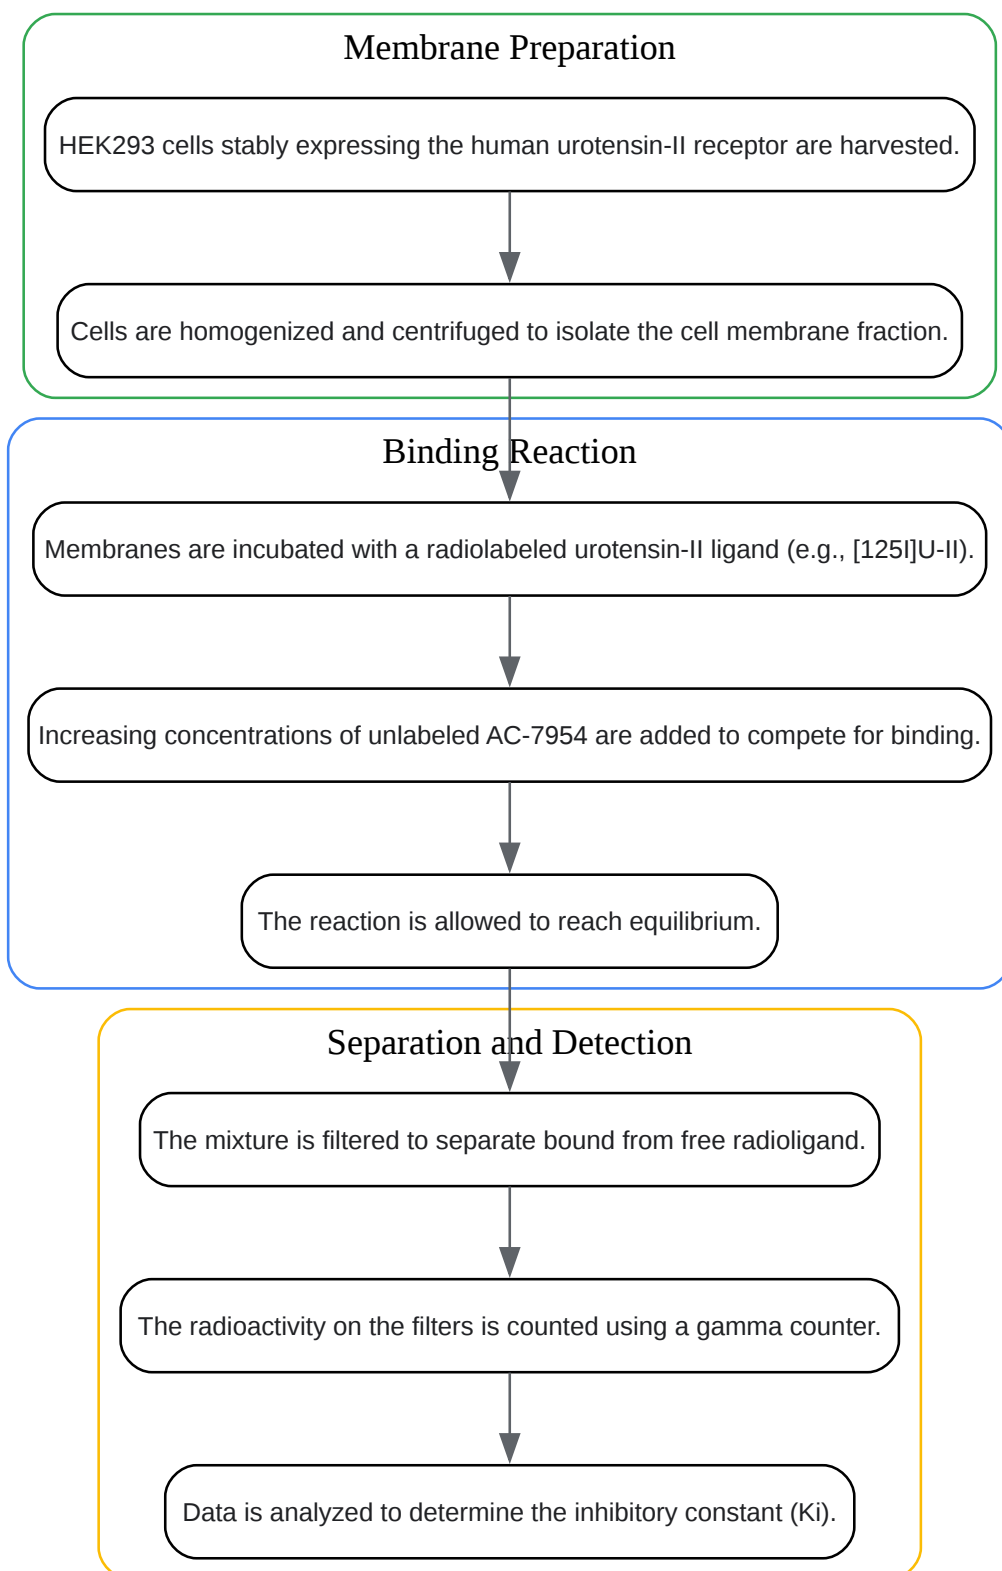 Membrane Preparation
HEK293 cells stably expressing the human urotensin-II receptor are harvested.
Cells are homogenized and centrifuged to isolate the cell membrane fraction.
Binding Reaction
Membranes are incubated with a radiolabeled urotensin-II ligand (e.g., [125I]U-II).
Increasing concentrations of unlabeled AC-7954 are added to compete for binding.
The reaction is allowed to reach equilibrium.
Separation and Detection
The mixture is filtered to separate bound from free radioligand.
The radioactivity on the filters is counted using a gamma counter.
Data is analyzed to determine the inhibitory constant (Ki).